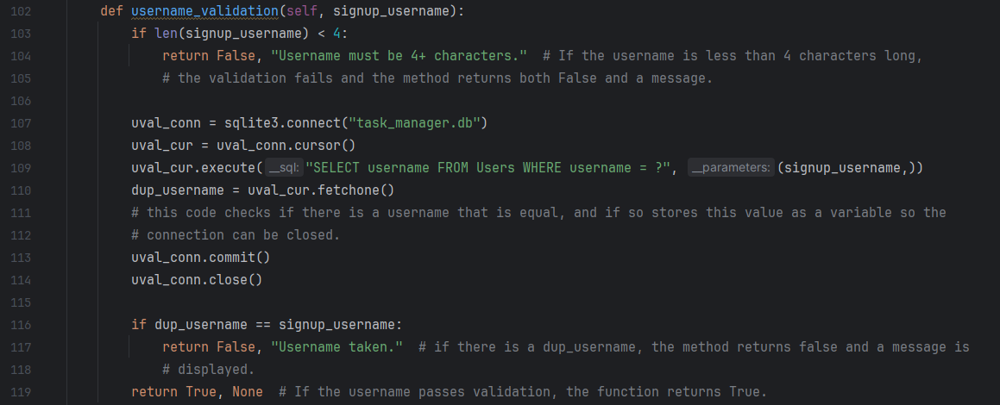 102 def username_validation(self, signup_username):
103 if len(signup_username) < 4:
104 return False, "Username must be 4+ characters." # If the username is less than 4 characters long,
105 # the validation fails and the method returns both False and a message.
106
107 uval_conn = sqlite3.connect("task_manager.db")
108 uval_cur = uval_conn.cursor()
109 uval_cur.execute(__sql: "SELECT username FROM Users WHERE username = ?", __parameters: (signup_username,))
110 dup_username = uval_cur.fetchone()
111 # this code checks if there is a username that is equal, and if so stores this value as a variable so the
112 # connection can be closed.
113 uval_conn.commit()
114 uval_conn.close()
115
116 if dup_username == signup_username:
117 return False, "Username taken." # if there is a dup_username, the method returns false and a message is
118 # displayed.
119 return True, None # If the username passes validation, the function returns True.